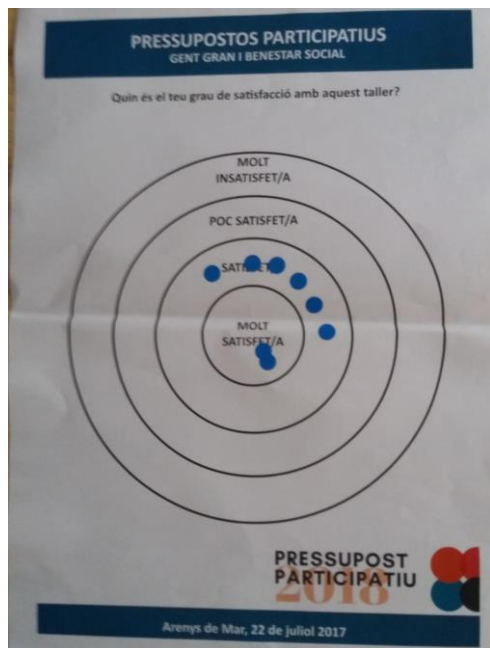 PRESSUPOSTOS PARTICIPATIUS
GENT GRAN I BENESTAR SOCIAL
Quin és el teu grau de satisfacció amb aquest taller?
MOLT
INSATISFET/A
POC SATISFET/A
MOLT
SATISFET/A
PRESSUPOST
PARTICIPATIU
2018
Arenys de Mar, 22 de juliol 2017